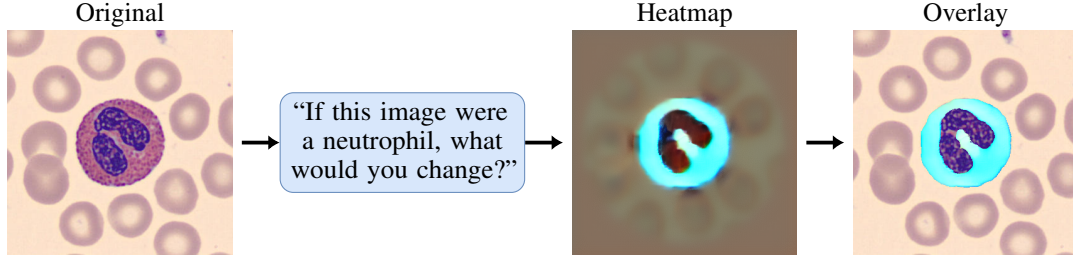 Original
Heatmap
Overlay
“If this image were
a neutrophil, what
would you change?”